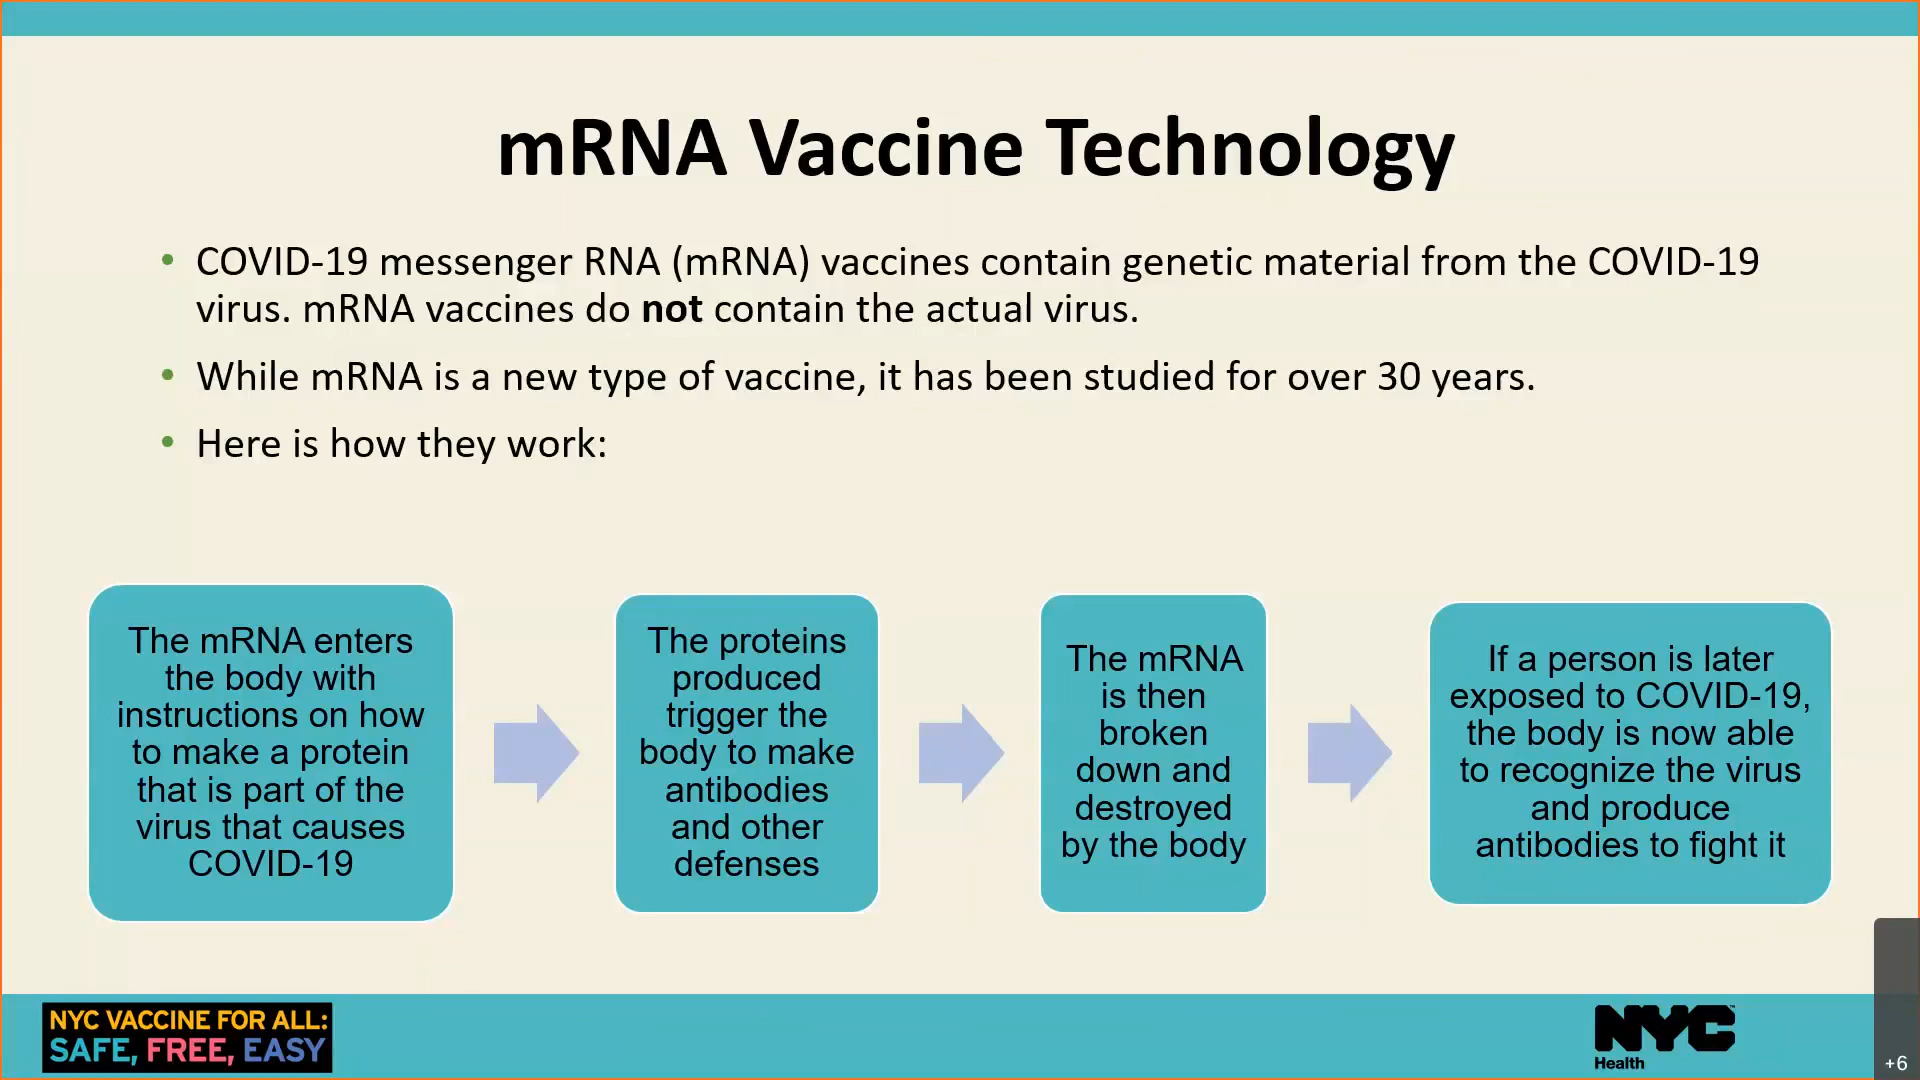 mRNA Vaccine Technology
• COVID-19 messenger RNA (mRNA) vaccines contain genetic material from the COVID-19
virus. mRNA vaccines do not contain the actual virus.
• While mRNA is a new type of vaccine, it has been studied for over 30 years.
• Here is how they work:
The mRNA enters
the body with
instructions on how
to make a protein
that is part of the
virus that causes
COVID-19
The proteins
produced
trigger the
body to make
antibodies
and other
defenses
The mRNA
is then
broken
down and
destroyed
by the body
If a person is later
exposed to COVID-19,
the body is now able
to recognize the virus
and produce
antibodies to fight it
NYC VACCINE FOR ALL:
SAFE, FREE, EASY
NYC
Health
+6